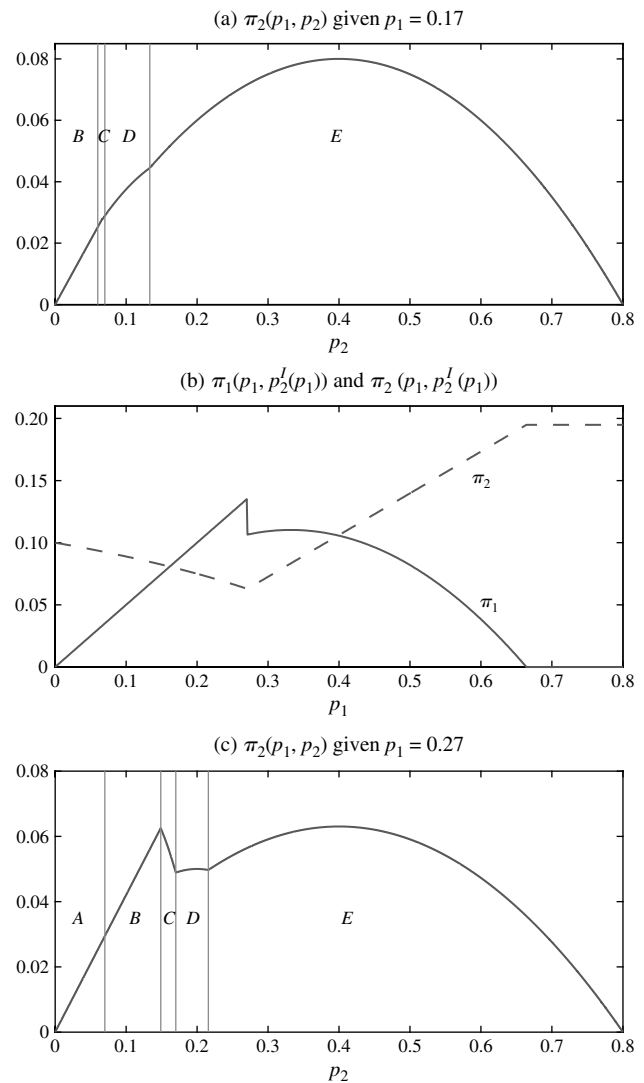 (a) π₂(p₁, p₂) given p₁ = 0.17
0.08
0.06
0.04
0.02
0
B C D E
0 0.1 0.2 0.3 0.4 0.5 0.6 0.7 0.8
p₂
(b) π₁(p₁, p₂ᴵ(p₁)) and π₂ (p₁, p₂ᴵ (p₁))
0.20
0.15
0.10
0.05
0
π₂
π₁
0 0.1 0.2 0.3 0.4 0.5 0.6 0.7 0.8
p₁
(c) π₂(p₁, p₂) given p₁ = 0.27
0.08
0.06
0.04
0.02
0
A B C D E
0 0.1 0.2 0.3 0.4 0.5 0.6 0.7 0.8
p₂